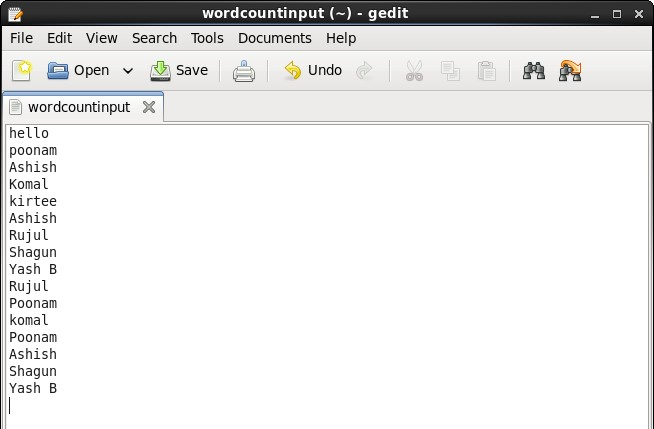 wordcountinput (~) - gedit
File Edit View Search Tools Documents Help
Open Save Undo
wordcountinput
hello
poonam
Ashish
Komal
kirtee
Ashish
Rujul
Shagun
Yash B
Rujul
Poonam
komal
Poonam
Ashish
Shagun
Yash B